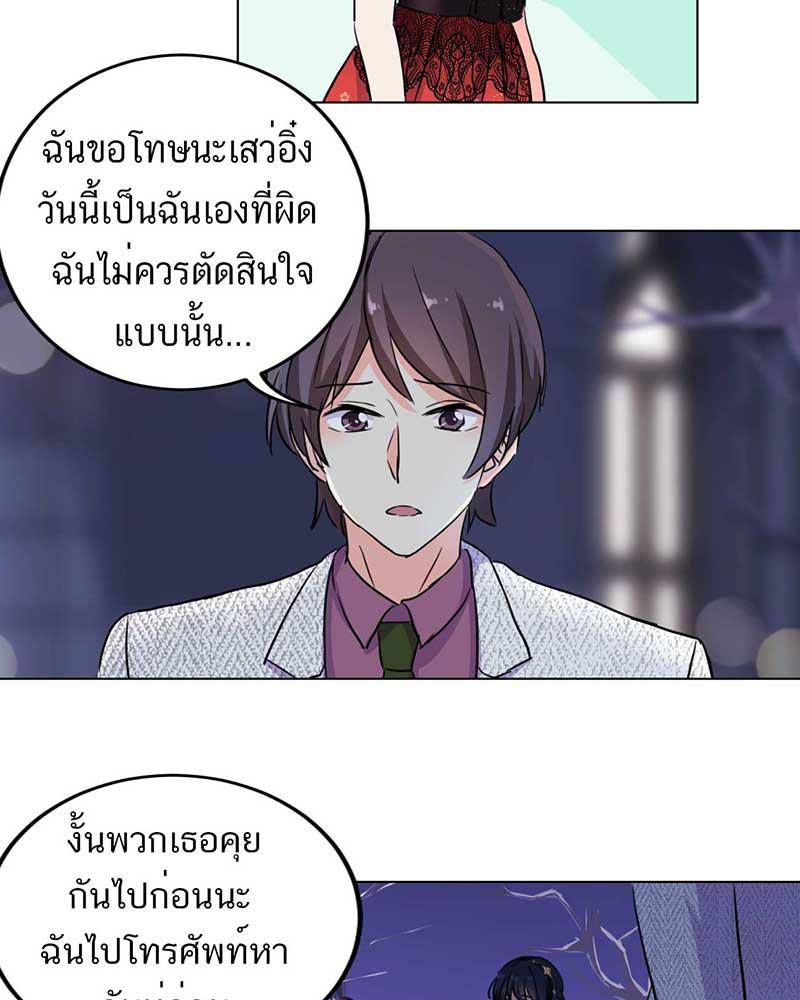 ฉันขอโทษนะเสว่อิ๋ง
วันนี้เป็นฉันเองที่ผิด
ฉันไม่ควรตัดสินใจ
แบบนั้น...
งั้นพวกเธอคุย
กันไปก่อนนะ
ฉันไปโทรศัพท์หา